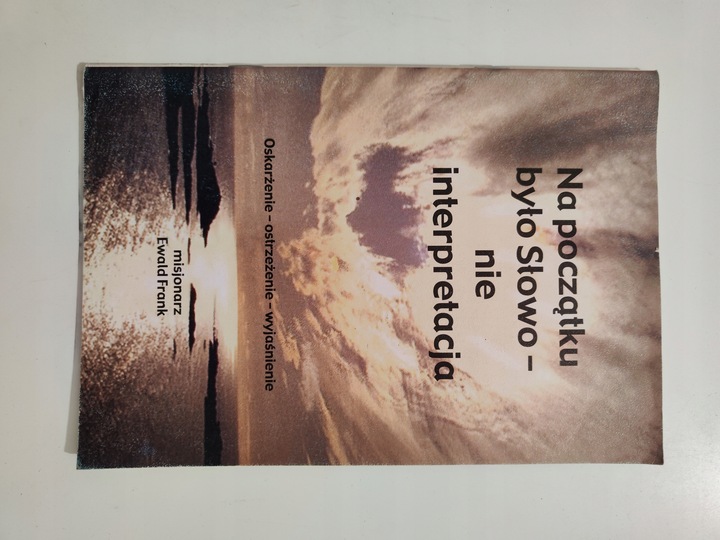 Na początku
było Słowo –
nie
interpretacja
Oskarżenie – ostrzeżenie – wyjaśnienie
misjonarz
Ewald Frank